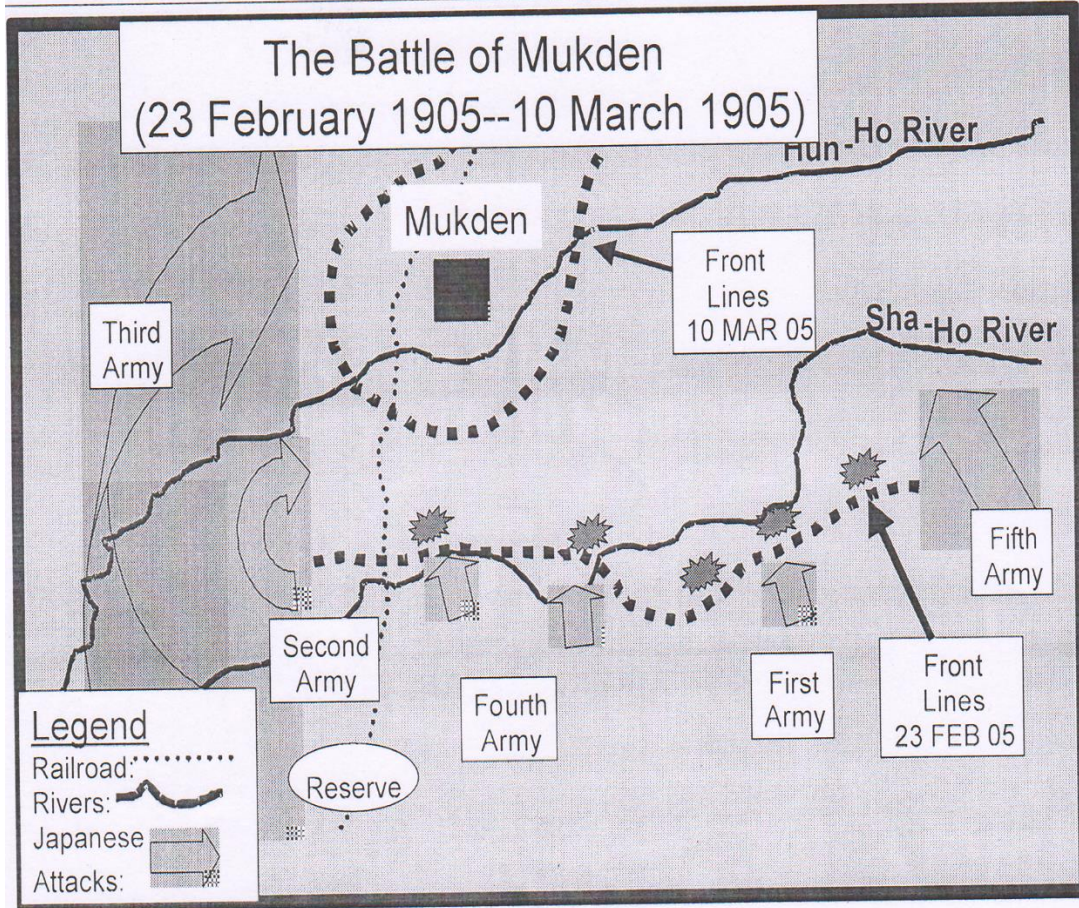 The Battle of Mukden
(23 February 1905--10 March 1905)
Hun-Ho River
Mukden
Front
Lines
10 MAR 05
Sha-Ho River
Third
Army
Fifth
Army
Second
Army
Fourth
Army
First
Army
Front
Lines
23 FEB 05
Reserve
Legend
Railroad:
Rivers:
Japanese
Attacks: